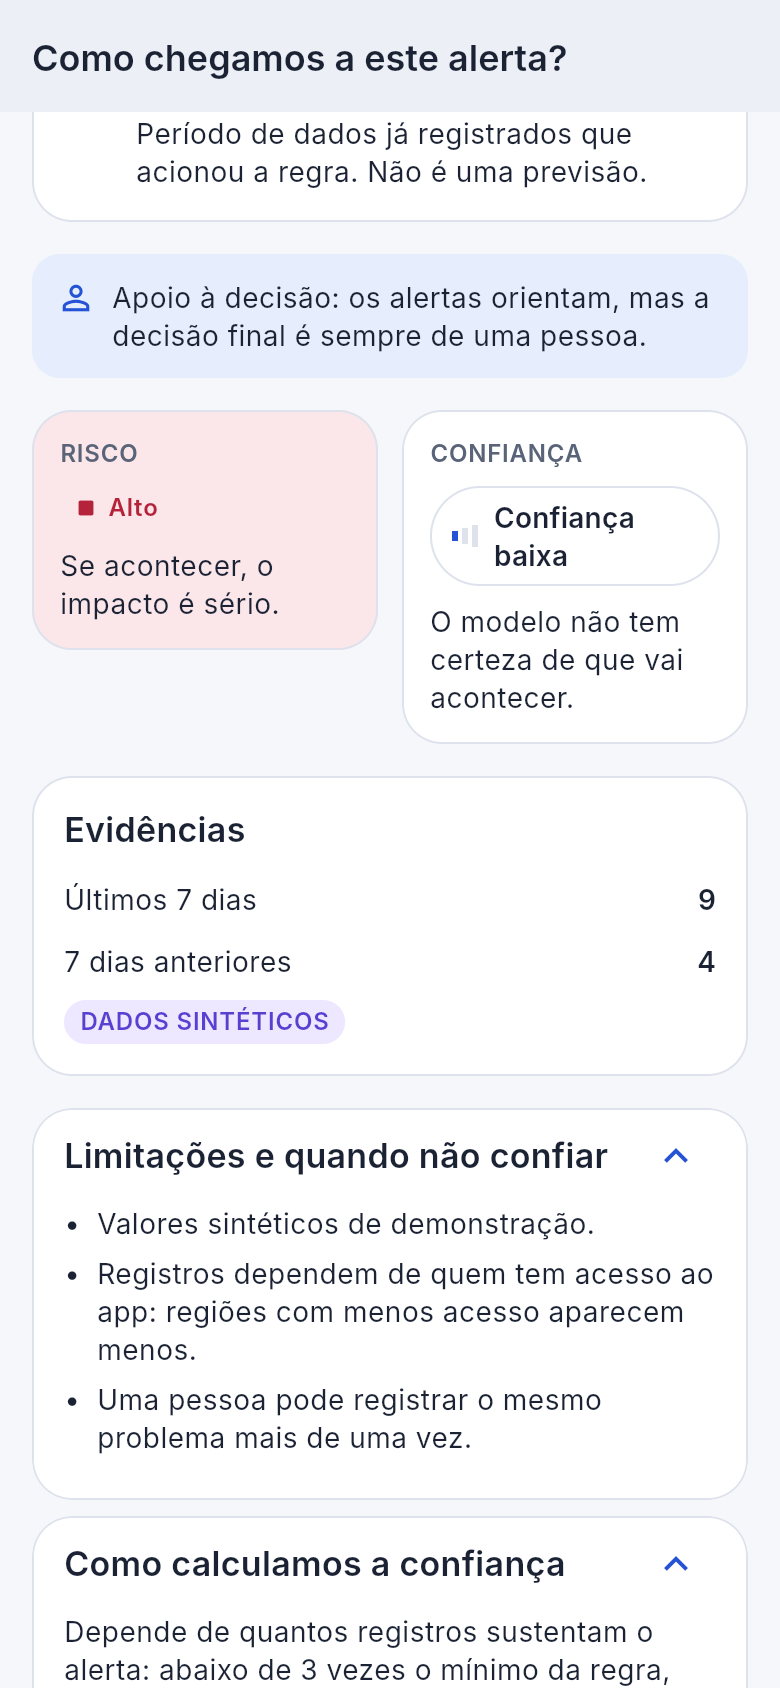 Como chegamos a este alerta?
Período de dados já registrados que
acionou a regra. Não é uma previsão.
Apoio à decisão: os alertas orientam, mas a
decisão final é sempre de uma pessoa.
RISCO
Alto
Se acontecer, o
impacto é sério.
CONFIANÇA
Confiança
baixa
O modelo não tem
certeza de que vai
acontecer.
Evidências
Últimos 7 dias 9
7 dias anteriores 4
DADOS SINTÉTICOS
Limitações e quando não confiar
• Valores sintéticos de demonstração.
• Registros dependem de quem tem acesso ao
app: regiões com menos acesso aparecem
menos.
• Uma pessoa pode registrar o mesmo
problema mais de uma vez.
Como calculamos a confiança
Depende de quantos registros sustentam o
alerta: abaixo de 3 vezes o mínimo da regra,